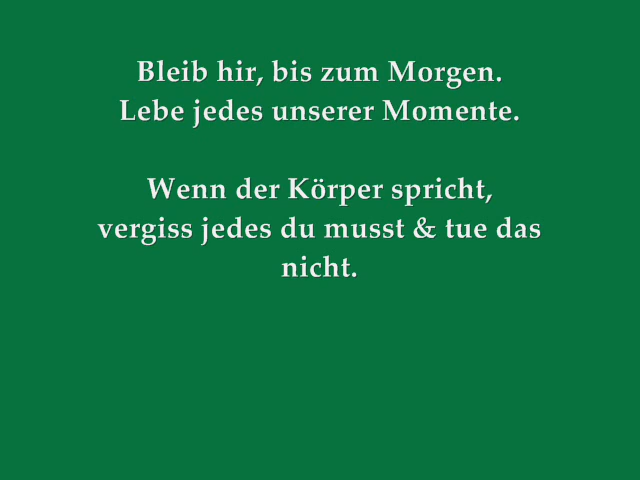 Bleib hir, bis zum Morgen.
Lebe jedes unserer Momente.
Wenn der Körper spricht,
vergiss jedes du musst & tue das
nicht.